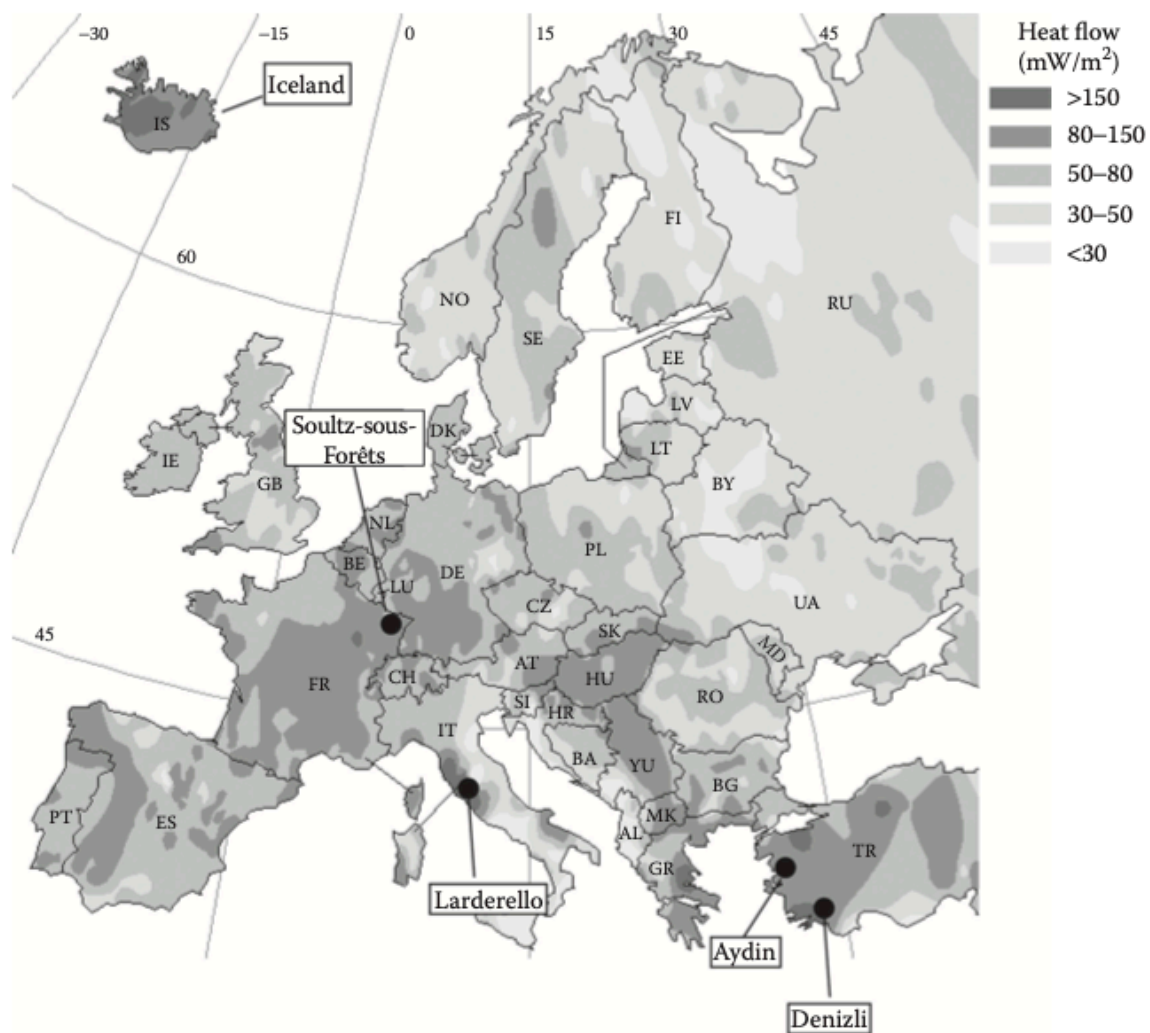 −30
−15
0
15
30
45
Heat flow
(mW/m²)
>150
80–150
50–80
30–50
<30
Iceland
IS
60
FI
NO
RU
SE
EE
LV
Soultz-sous-
Forêts
DK
LT
IE
GB
BY
NL
PL
BE
LU
DE
UA
CZ
SK
45
MD
AT
CH
HU
FR
RO
SI
HR
IT
BA
YU
BG
PT
ES
MK
AL
TR
GR
Larderello
Aydin
Denizli